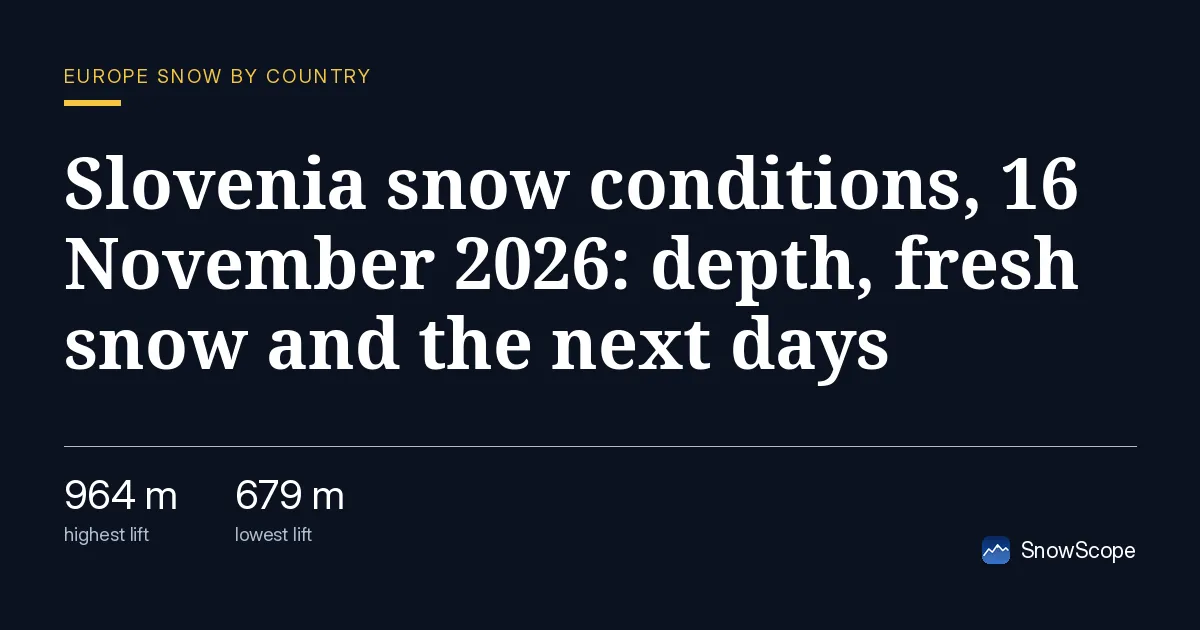 EUROPE SNOW BY COUNTRY
Slovenia snow conditions, 16
November 2026: depth, fresh
snow and the next days
964 m
highest lift
679 m
lowest lift
SnowScope